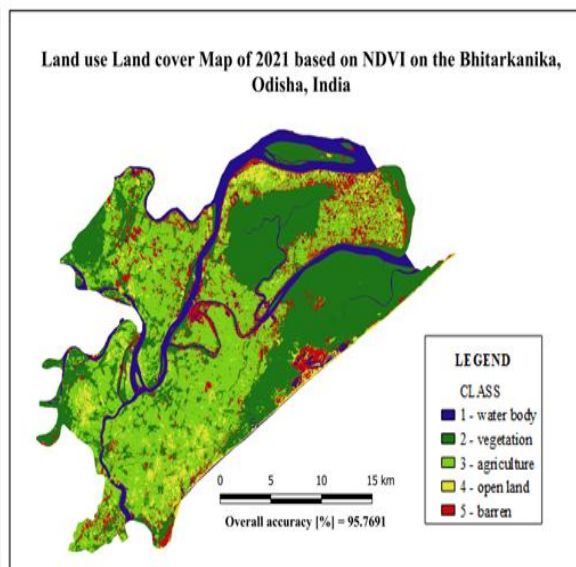 Land use Land cover Map of 2021 based on NDVI on the Bhitarkanika,
Odisha, India
LEGEND
CLASS
1 - water body
2 - vegetation
3 - agriculture
4 - open land
5 - barren
0 5 10 15 km
Overall accuracy [%] = 95.7691